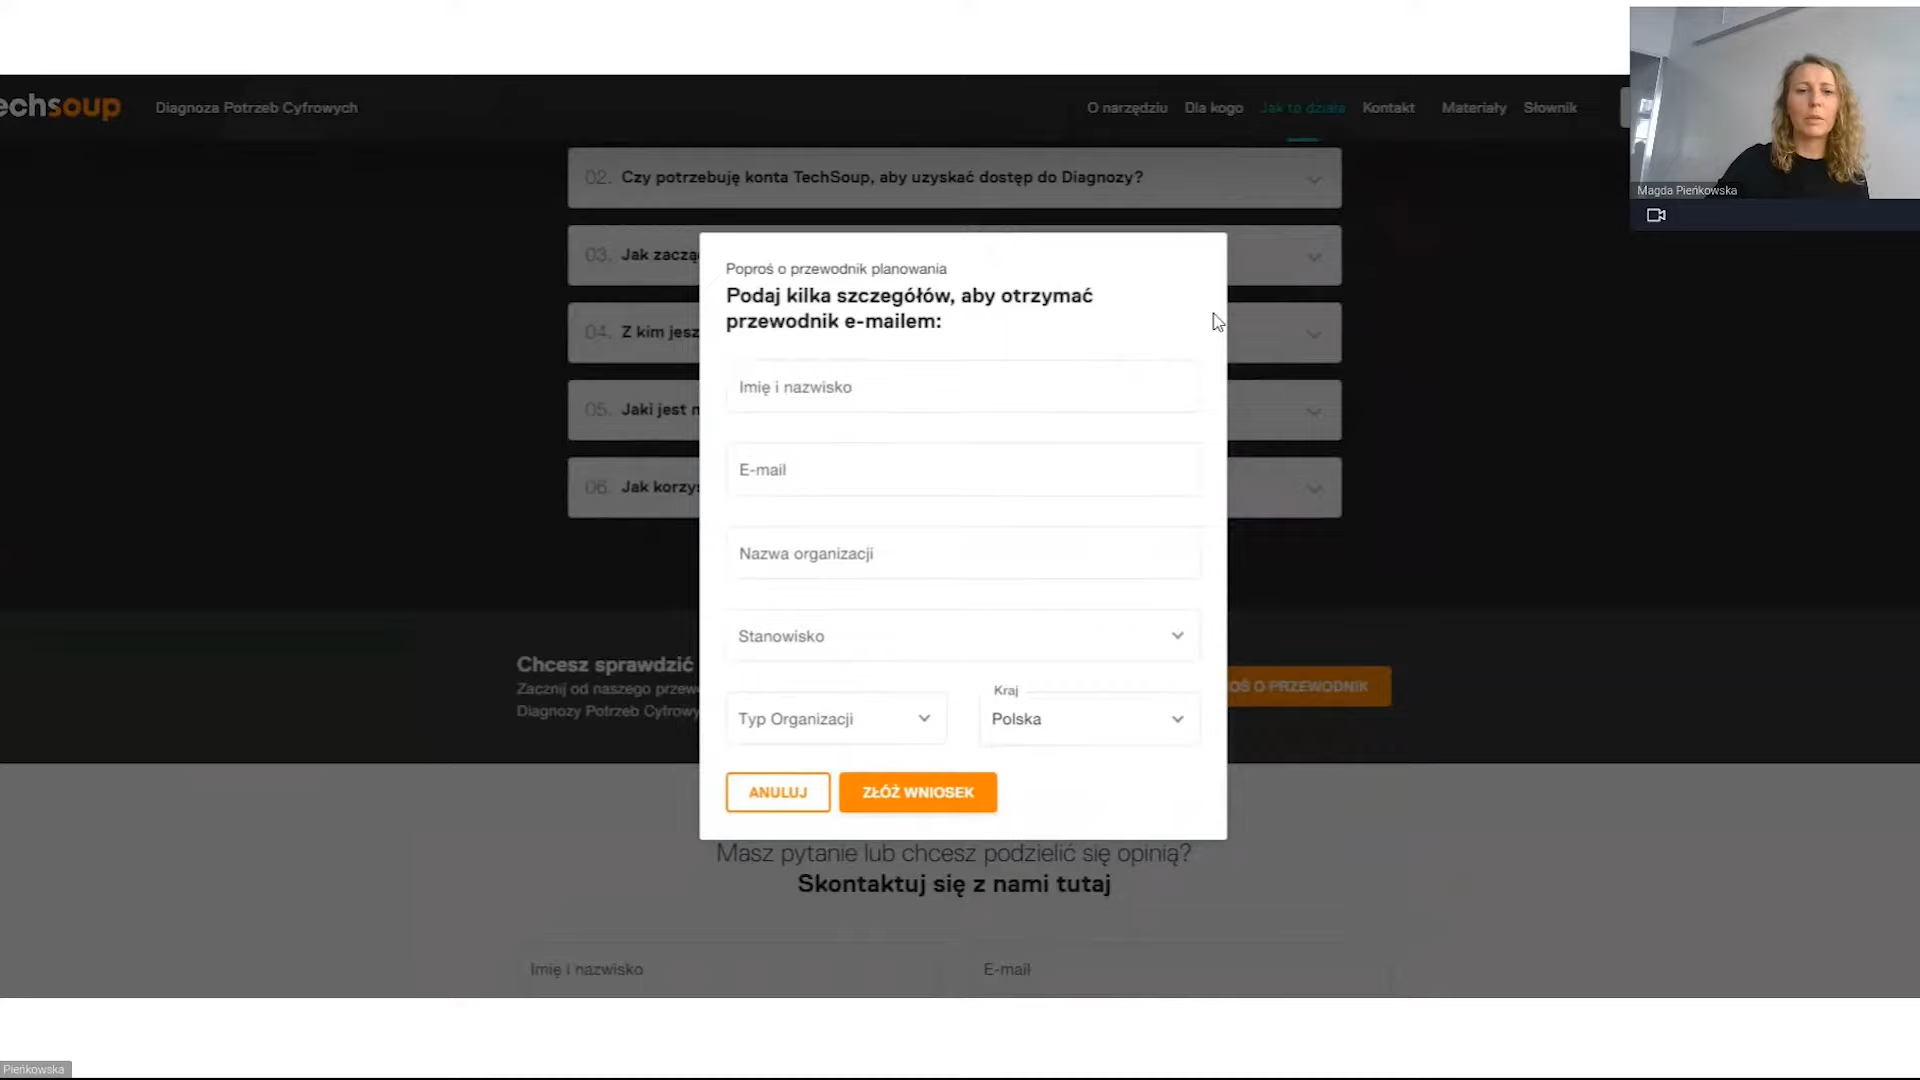 echsoup
Diagnoza Potrzeb Cyfrowych
O narzędziu
Dla kogo
Jak to działa
Kontakt
Materiały
Słownik
Magda Pieńkowska
02. Czy potrzebuję konta TechSoup, aby uzyskać dostęp do Diagnozy?
03. Jak zaczą
04. Z kim jesz
05. Jaki jest
06. Jak korzys
Poproś o przewodnik planowania
Podaj kilka szczegółów, aby otrzymać
przewodnik e-mailem:
Imię i nazwisko
E-mail
Nazwa organizacji
Stanowisko
Typ Organizacji
Kraj
Polska
ANULUJ
ZŁÓŻ WNIOSEK
Chcesz sprawdzić
Zacznij od naszego przew
Diagnozy Potrzeb Cyfrowy
OŚ O PRZEWODNIK
Masz pytanie lub chcesz podzielić się opinią?
Skontaktuj się z nami tutaj
Imię i nazwisko
E-mail
Pieńkowska